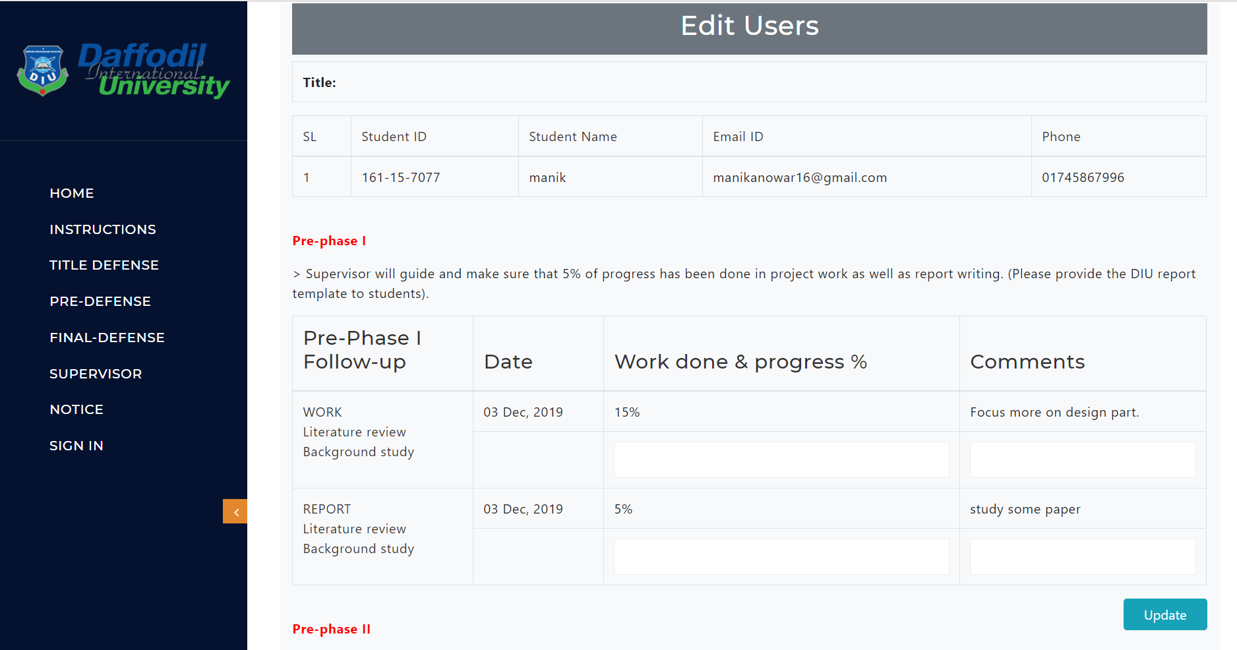 Daffodil
International
University
DIU
HOME
INSTRUCTIONS
TITLE DEFENSE
PRE-DEFENSE
FINAL-DEFENSE
SUPERVISOR
NOTICE
SIGN IN
Edit Users
Title:
SL Student ID Student Name Email ID Phone
1 161-15-7077 manik manikanowar16@gmail.com 01745867996
Pre-phase I
> Supervisor will guide and make sure that 5% of progress has been done in project work as well as report writing. (Please provide the DIU report
template to students).
Pre-Phase I
Follow-up Date Work done & progress % Comments
WORK 03 Dec, 2019 15% Focus more on design part.
Literature review
Background study
REPORT 03 Dec, 2019 5% study some paper
Literature review
Background study
Update
Pre-phase II